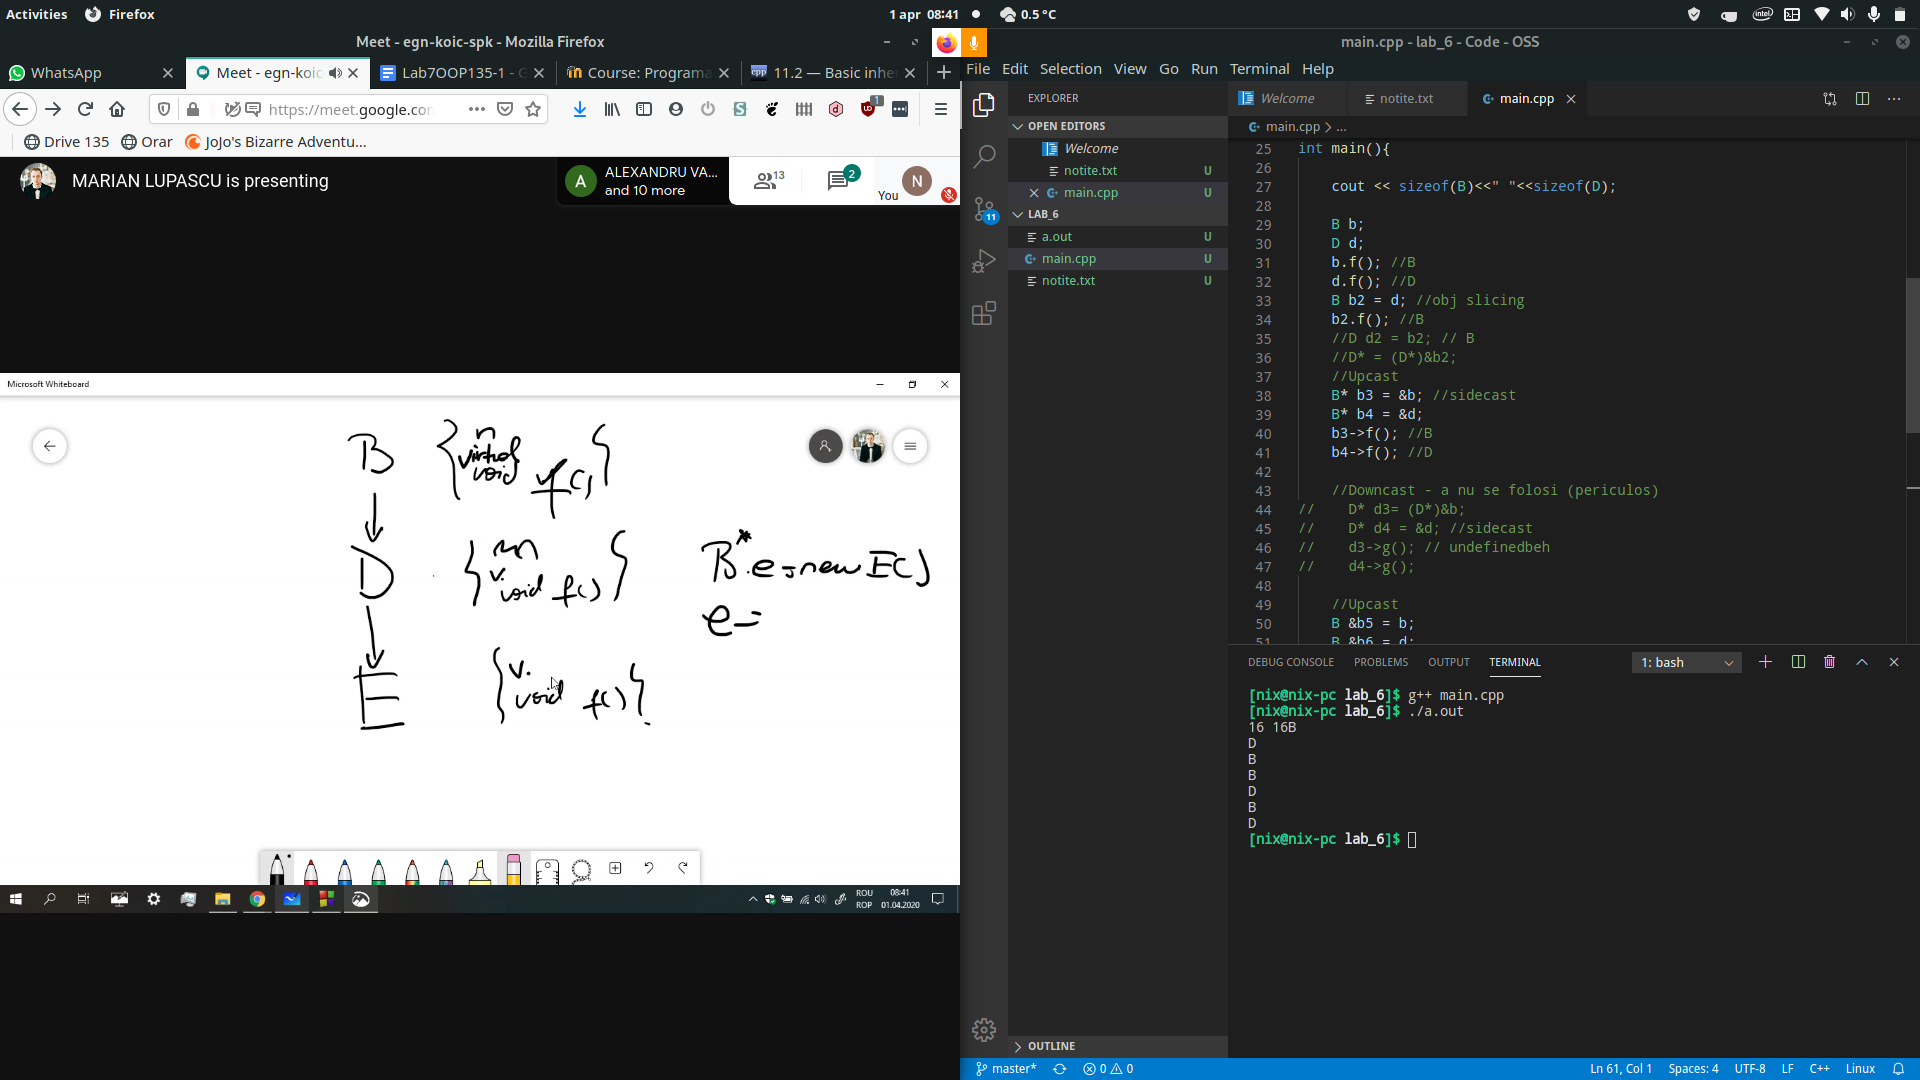 Activities Firefox 1 apr 08:41 0.5 °C
Meet - egn-koic-spk - Mozilla Firefox
WhatsApp Meet - egn-koic Lab7OOP135-1 - G Course: Programa 11.2 — Basic inhe
https://meet.google.com 1
Drive 135 Orar JoJo's Bizarre Adventu...
MARIAN LUPASCU is presenting
A ALEXANDRU VA...
and 10 more
13 2 You N
Microsoft Whiteboard
B { n
virtual
void f() }
D { m
v.
void f() }
B* e = new E()
e =
E { v.
void f() }
ROU
ROP
08:41
01.04.2020
main.cpp - lab_6 - Code - OSS
File Edit Selection View Go Run Terminal Help
EXPLORER
OPEN EDITORS
Welcome
notite.txt U
main.cpp U
11
LAB_6
a.out U
main.cpp U
notite.txt U
OUTLINE
Welcome notite.txt main.cpp
main.cpp > ...
25 int main(){
26
27 cout << sizeof(B)<<" "<<sizeof(D);
28
29 B b;
30 D d;
31 b.f(); //B
32 d.f(); //D
33 B b2 = d; //obj slicing
34 b2.f(); //B
35 //D d2 = b2; // B
36 //D* = (D*)&b2;
37 //Upcast
38 B* b3 = &b; //sidecast
39 B* b4 = &d;
40 b3->f(); //B
41 b4->f(); //D
42
43 //Downcast - a nu se folosi (periculos)
44 // D* d3= (D*)&b;
45 // D* d4 = &d; //sidecast
46 // d3->g(); // undefinedbeh
47 // d4->g();
48
49 //Upcast
50 B &b5 = b;
51 B &b6 = d;
DEBUG CONSOLE PROBLEMS OUTPUT TERMINAL 1: bash
[nix@nix-pc lab_6]$ g++ main.cpp
[nix@nix-pc lab_6]$ ./a.out
16 16B
D
B
B
D
B
D
[nix@nix-pc lab_6]$
master* 0 0 Ln 61, Col 1 Spaces: 4 UTF-8 LF C++ Linux